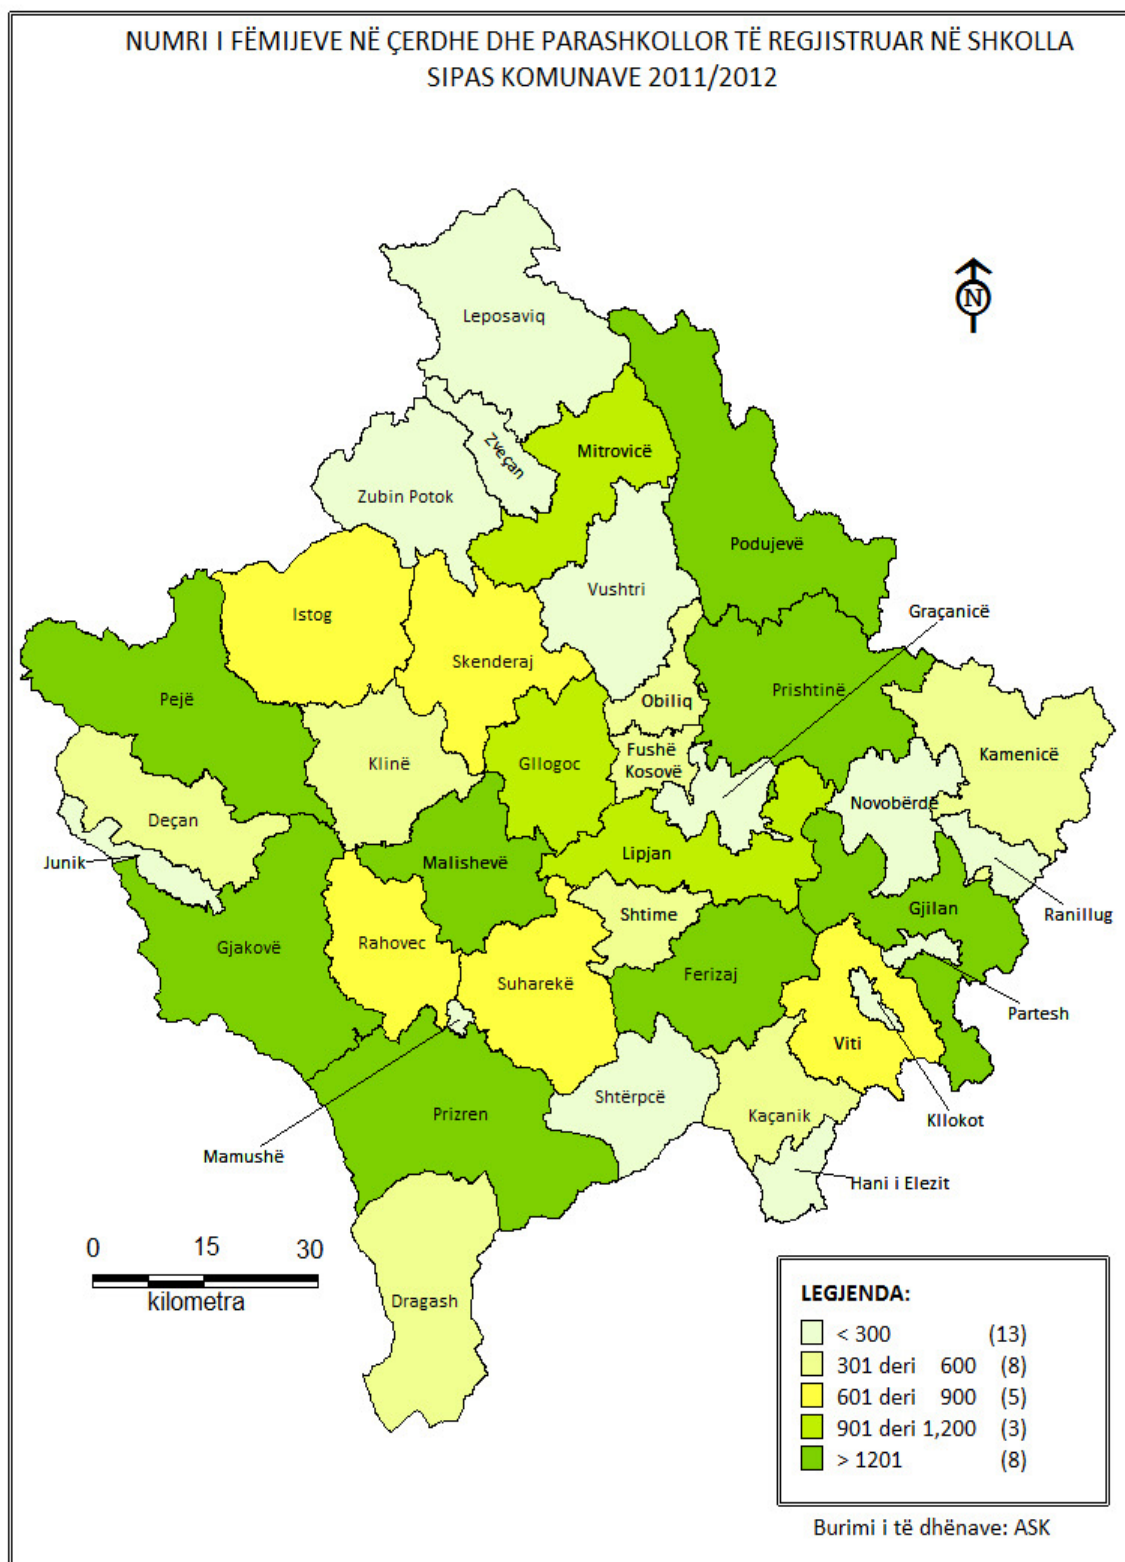 NUMRI I FËMIJEVE NË ÇERDHE DHE PARASHKOLLOR TË REGJISTRUAR NË SHKOLLA
SIPAS KOMUNAVE 2011/2012
N
Leposaviq
Zveçan
Mitrovicë
Zubin Potok
Podujevë
Vushtri
Graçanicë
Istog
Skenderaj
Pejë
Obiliq
Prishtinë
Kamenicë
Klinë
Gllogoc
Fushë
Kosovë
Novobërdë
Deçan
Junik
Malishevë
Lipjan
Shtime
Gjilan
Ranillug
Gjakovë
Rahovec
Suharekë
Ferizaj
Partesh
Viti
Prizren
Shtërpcë
Kaçanik
Kllokot
Mamushë
Hani i Elezit
Dragash
0 15 30
kilometra
LEGJENDA:
< 300 (13)
301 deri 600 (8)
601 deri 900 (5)
901 deri 1,200 (3)
> 1201 (8)
Burimi i të dhënave: ASK